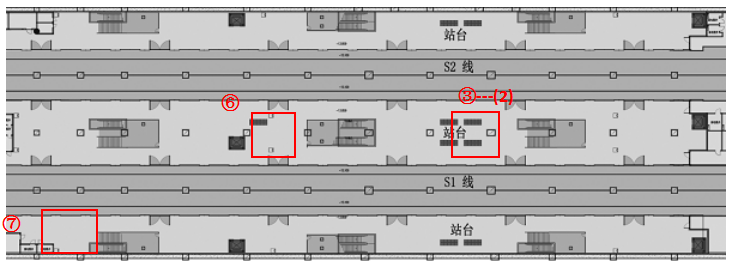 站台
S2 线
⑥
③---(2)
站台
S1 线
⑦
站台